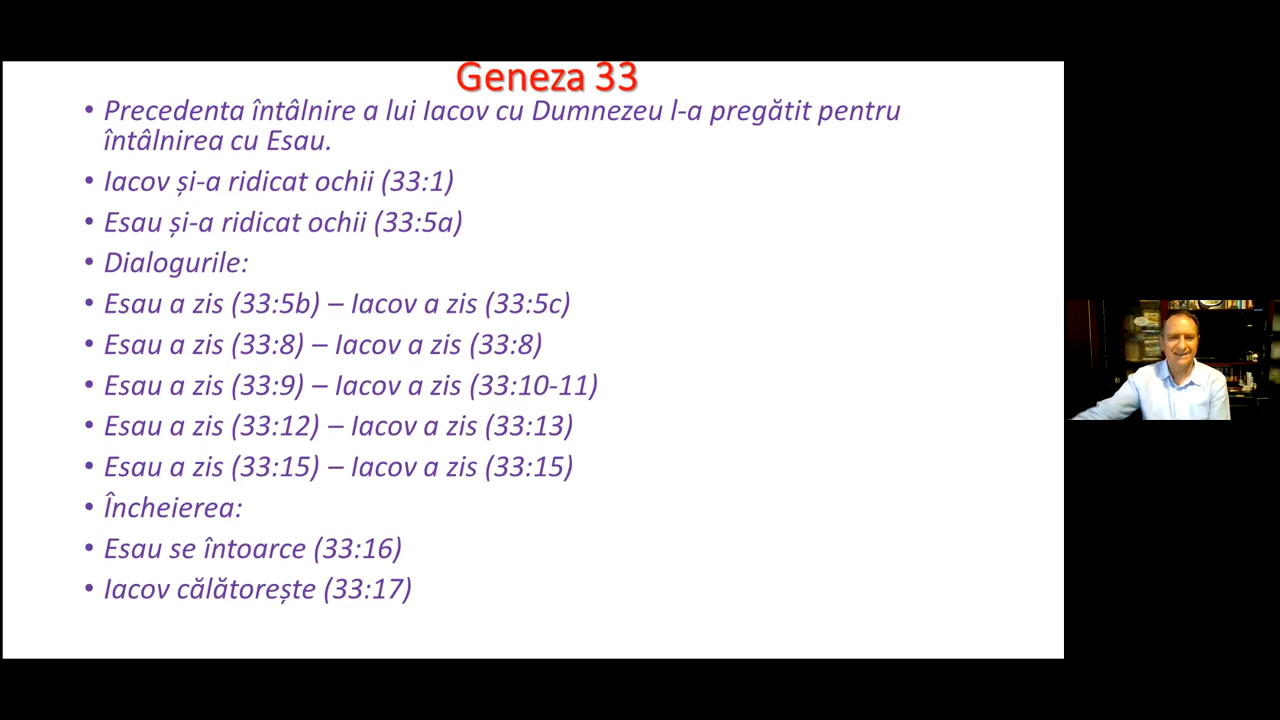 Geneza 33
• Precedenta întâlnire a lui Iacov cu Dumnezeu l-a pregătit pentru
întâlnirea cu Esau.
• Iacov și-a ridicat ochii (33:1)
• Esau și-a ridicat ochii (33:5a)
• Dialogurile:
• Esau a zis (33:5b) – Iacov a zis (33:5c)
• Esau a zis (33:8) – Iacov a zis (33:8)
• Esau a zis (33:9) – Iacov a zis (33:10-11)
• Esau a zis (33:12) – Iacov a zis (33:13)
• Esau a zis (33:15) – Iacov a zis (33:15)
• Încheierea:
• Esau se întoarce (33:16)
• Iacov călătorește (33:17)